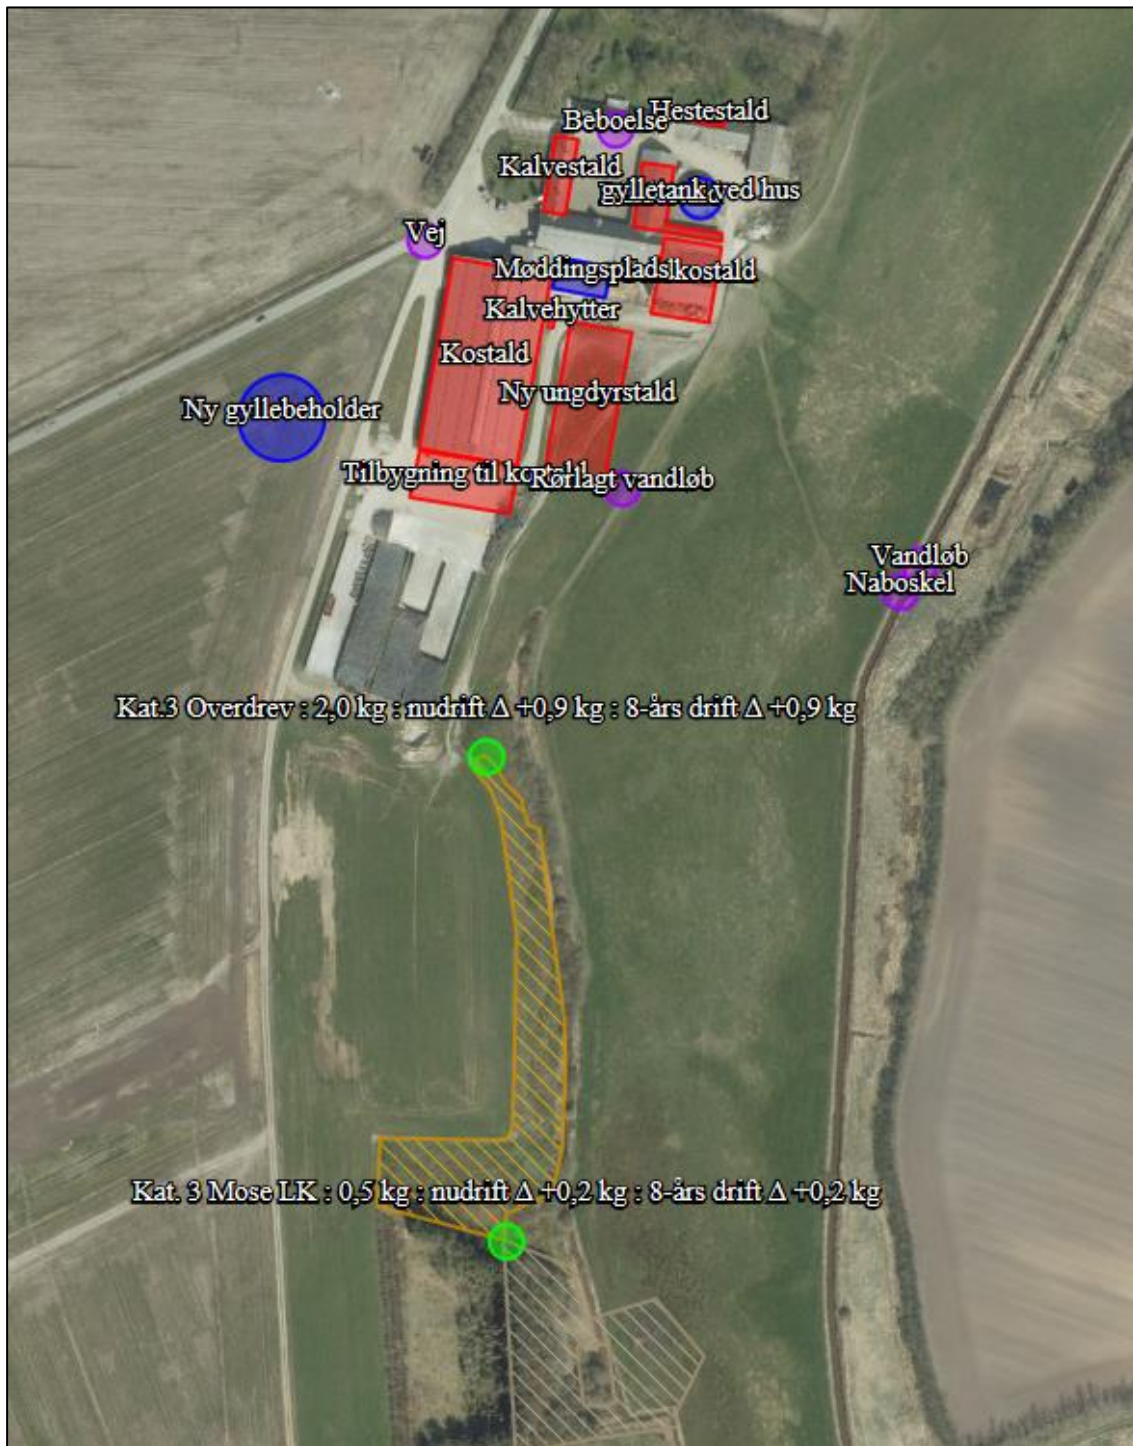 Hestestald
Beboelse
Kalvestald
gylletank ved hus
Vej
Møddingsplads
kostald
Kalvehytter
Kostald
Ny ungdyrstald
Ny gyllebeholder
Tilbygning til kostald
Rørlagt vandløb
Vandløb
Naboskel
Kat.3 Overdrev : 2,0 kg : nudrift Δ +0,9 kg : 8-års drift Δ +0,9 kg
Kat. 3 Mose LK : 0,5 kg : nudrift Δ +0,2 kg : 8-års drift Δ +0,2 kg